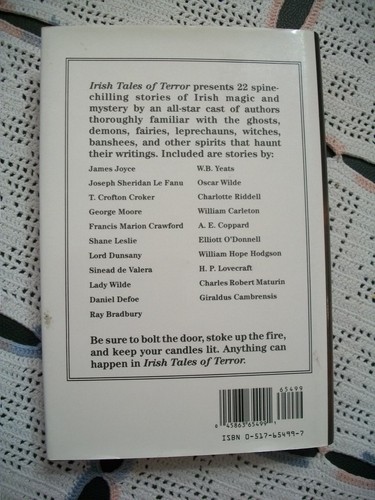 Irish Tales of Terror presents 22 spine-
chilling stories of Irish magic and
mystery by an all-star cast of authors
thoroughly familiar with the ghosts,
demons, fairies, leprechauns, witches,
banshees, and other spirits that haunt
their writings. Included are stories by:
James Joyce
Joseph Sheridan Le Fanu
T. Crofton Croker
George Moore
Francis Marion Crawford
Shane Leslie
Lord Dunsany
Sinead de Valera
Lady Wilde
Daniel Defoe
Ray Bradbury
W.B. Yeats
Oscar Wilde
Charlotte Riddell
William Carleton
A. E. Coppard
Elliott O'Donnell
William Hope Hodgson
H. P. Lovecraft
Charles Robert Maturin
Giraldus Cambrensis
Be sure to bolt the door, stoke up the fire,
and keep your candles lit. Anything can
happen in Irish Tales of Terror.
65499
6 45863 65499 1
ISBN 0-517-65499-7